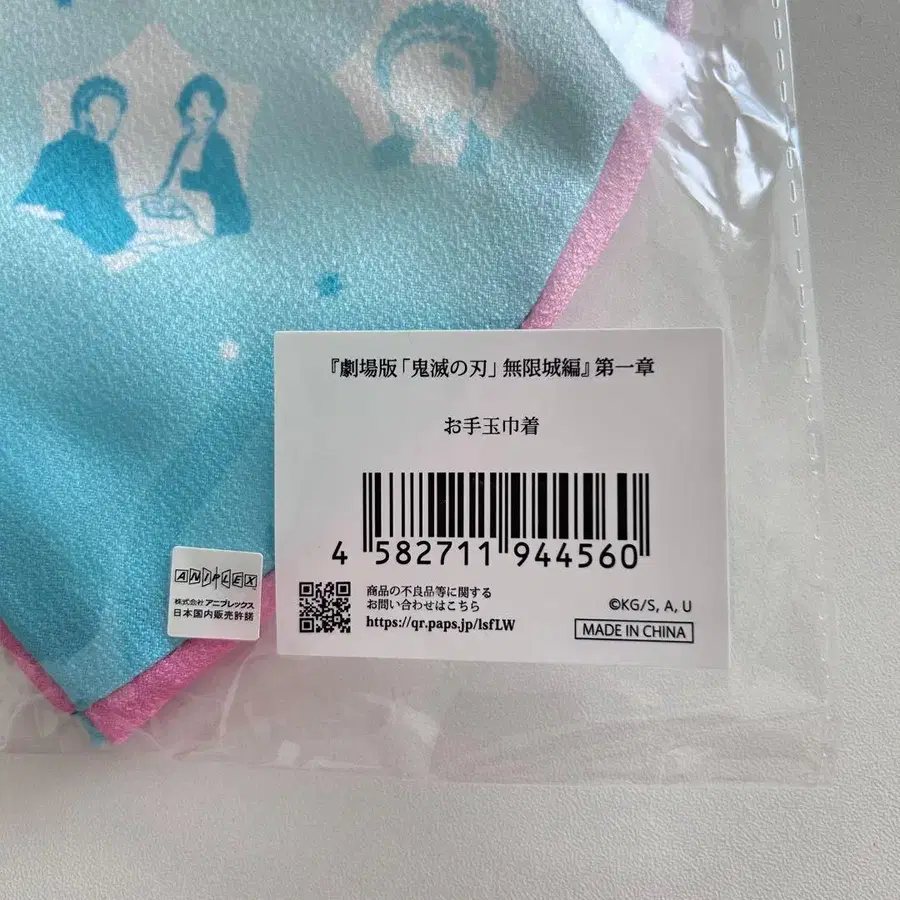 『劇場版「鬼滅の刃」無限城編』第一章
お手玉巾着
4 582711 944560
商品の不良品等に関する
お問い合わせはこちら
https://qr.paps.jp/lsfLW
©KG/S, A, U
MADE IN CHINA
ANIPLEX
株式会社アニプレックス
日本国内販売許諾